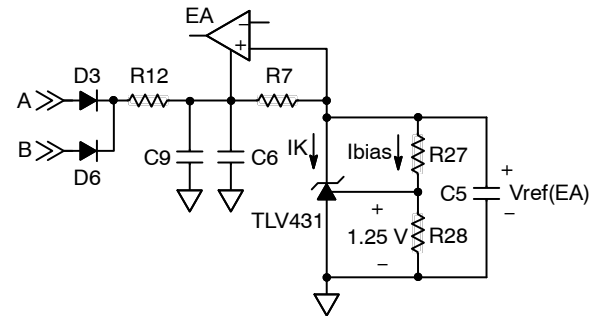 EA
−
+
D3
R12
R7
A
B
D6
C9
C6
IK
Ibias
R27
+
C5
Vref(EA)
−
TLV431
+
1.25 V
R28
−